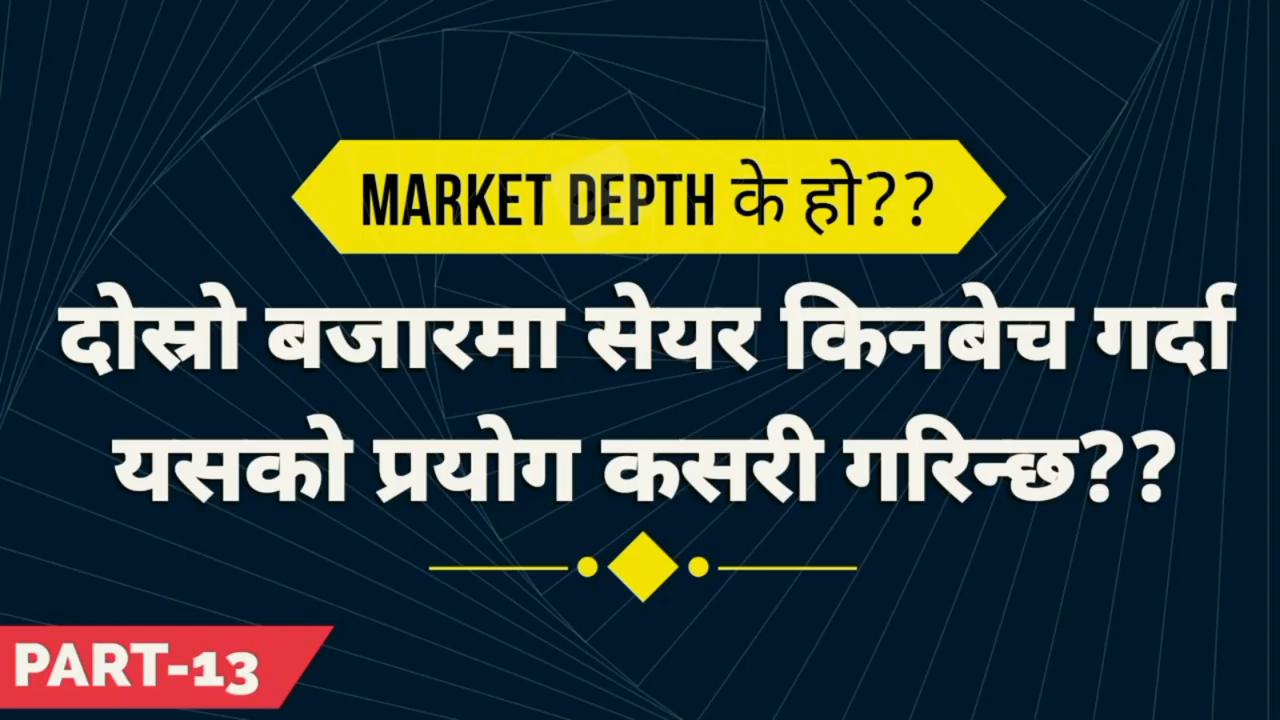 MARKET DEPTH के हो??
दोस्रो बजारमा सेयर किनबेच गर्दा
यसको प्रयोग कसरी गरिन्छ??
PART-13